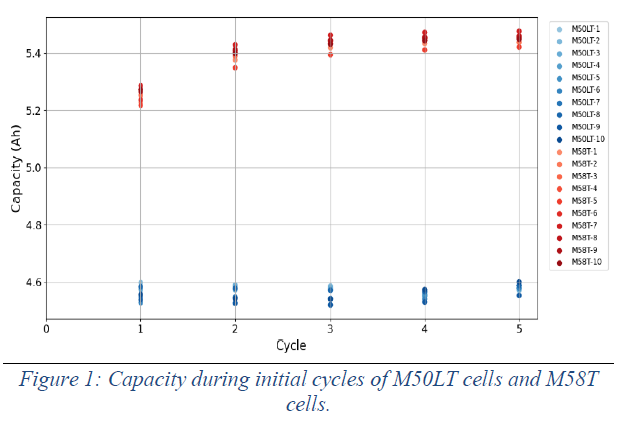 5.4
5.2
5.0
4.8
4.6
Capacity (Ah)
0
1
2
3
4
5
Cycle
M50LT-1
M50LT-2
M50LT-3
M50LT-4
M50LT-5
M50LT-6
M50LT-7
M50LT-8
M50LT-9
M50LT-10
M58T-1
M58T-2
M58T-3
M58T-4
M58T-5
M58T-6
M58T-7
M58T-8
M58T-9
M58T-10
Figure 1: Capacity during initial cycles of M50LT cells and M58T
cells.